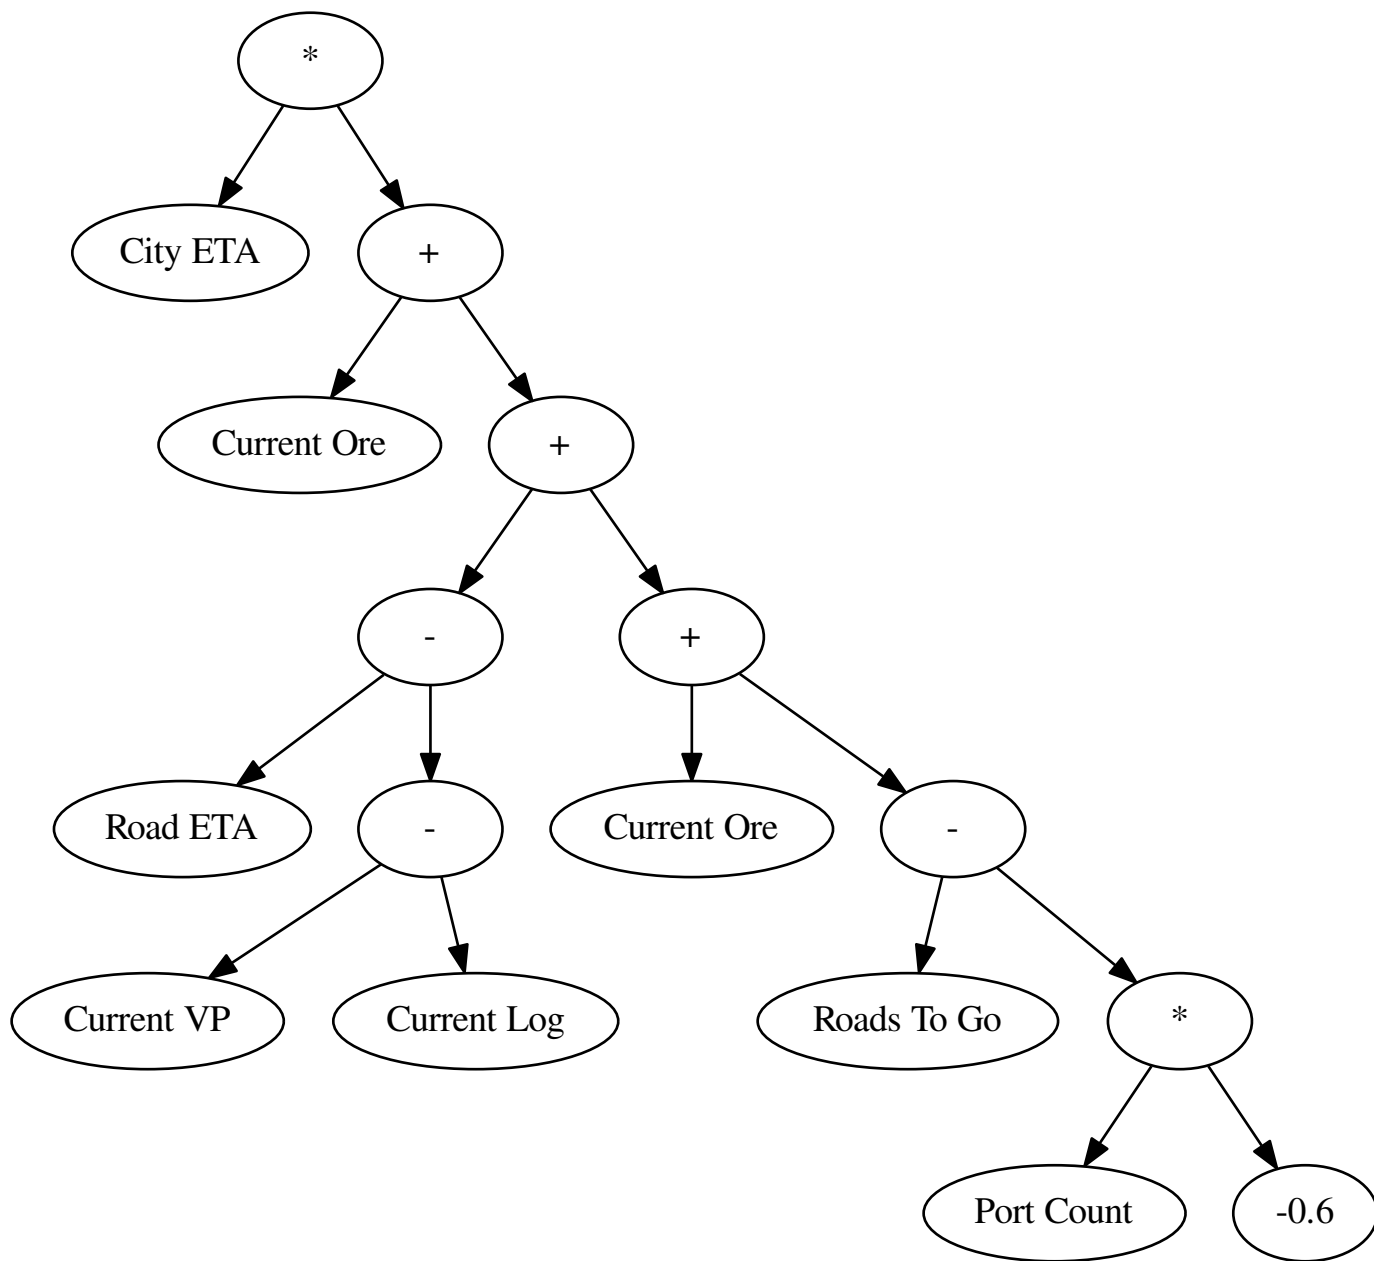 *
City ETA
+
Current Ore
+
-
+
Road ETA
-
Current Ore
-
Current VP
Current Log
Roads To Go
*
Port Count
-0.6